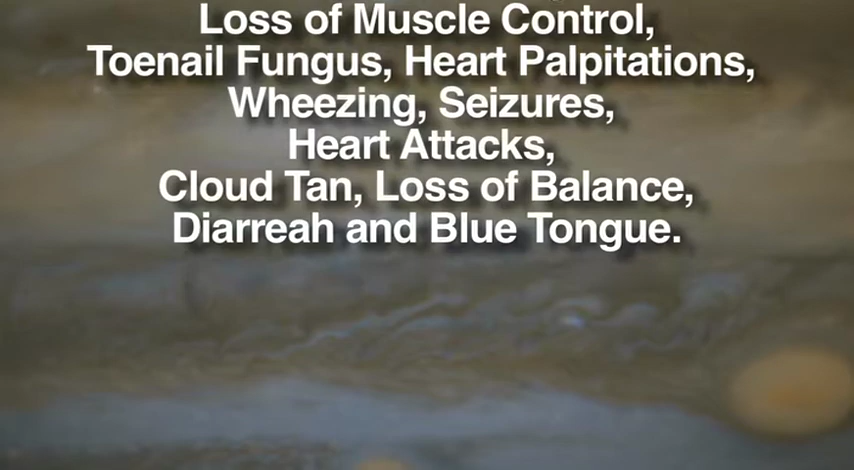 Loss of Muscle Control,
Toenail Fungus, Heart Palpitations,
Wheezing, Seizures,
Heart Attacks,
Cloud Tan, Loss of Balance,
Diarreah and Blue Tongue.